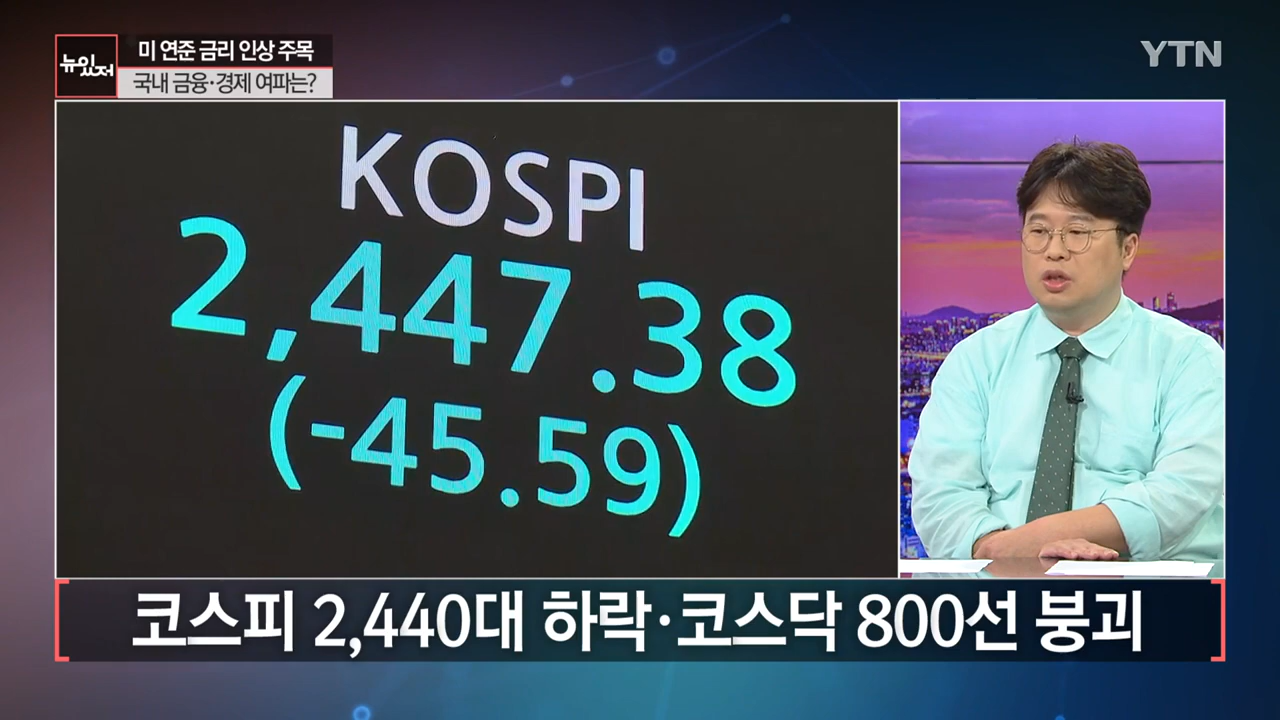 뉴있저
미 연준 금리 인상 주목
국내 금융·경제 여파는?
YTN
KOSPI
2,447.38
(-45.59)
코스피 2,440대 하락·코스닥 800선 붕괴